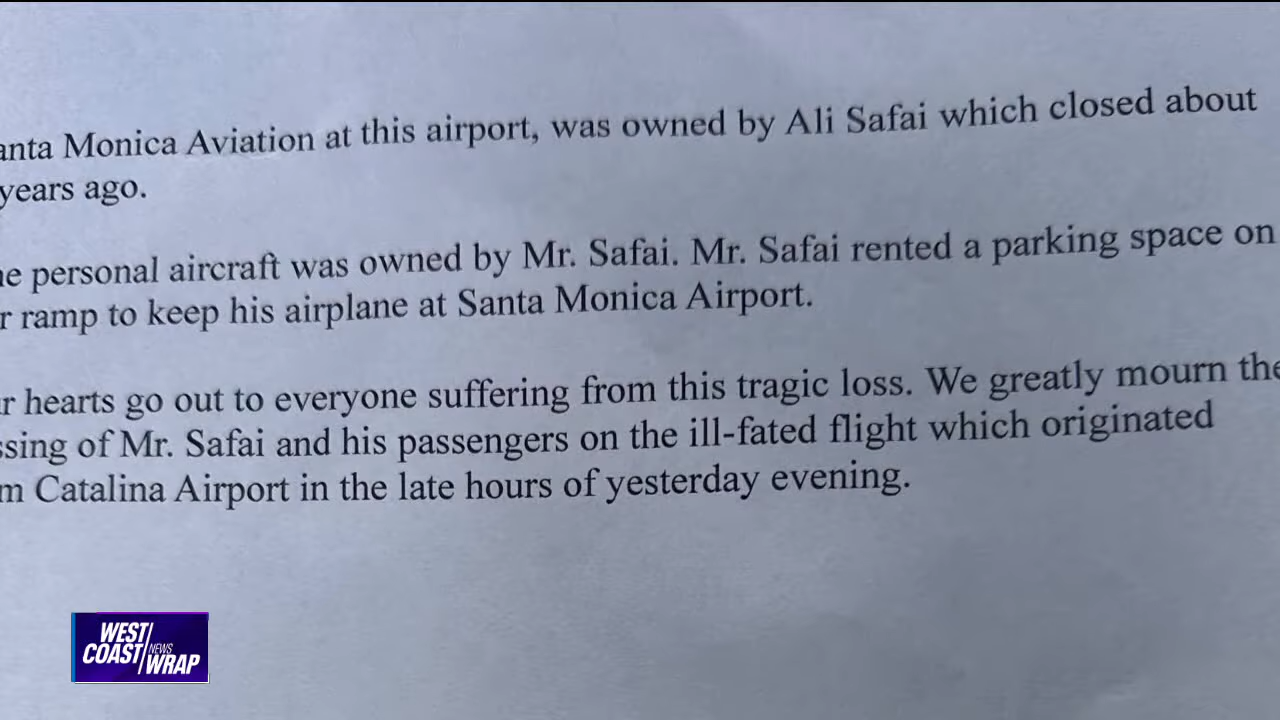 anta Monica Aviation at this airport, was owned by Ali Safai which closed about
years ago.
e personal aircraft was owned by Mr. Safai. Mr. Safai rented a parking space on
r ramp to keep his airplane at Santa Monica Airport.
r hearts go out to everyone suffering from this tragic loss. We greatly mourn the
ssing of Mr. Safai and his passengers on the ill-fated flight which originated
m Catalina Airport in the late hours of yesterday evening.
WEST
COAST NEWS
WRAP